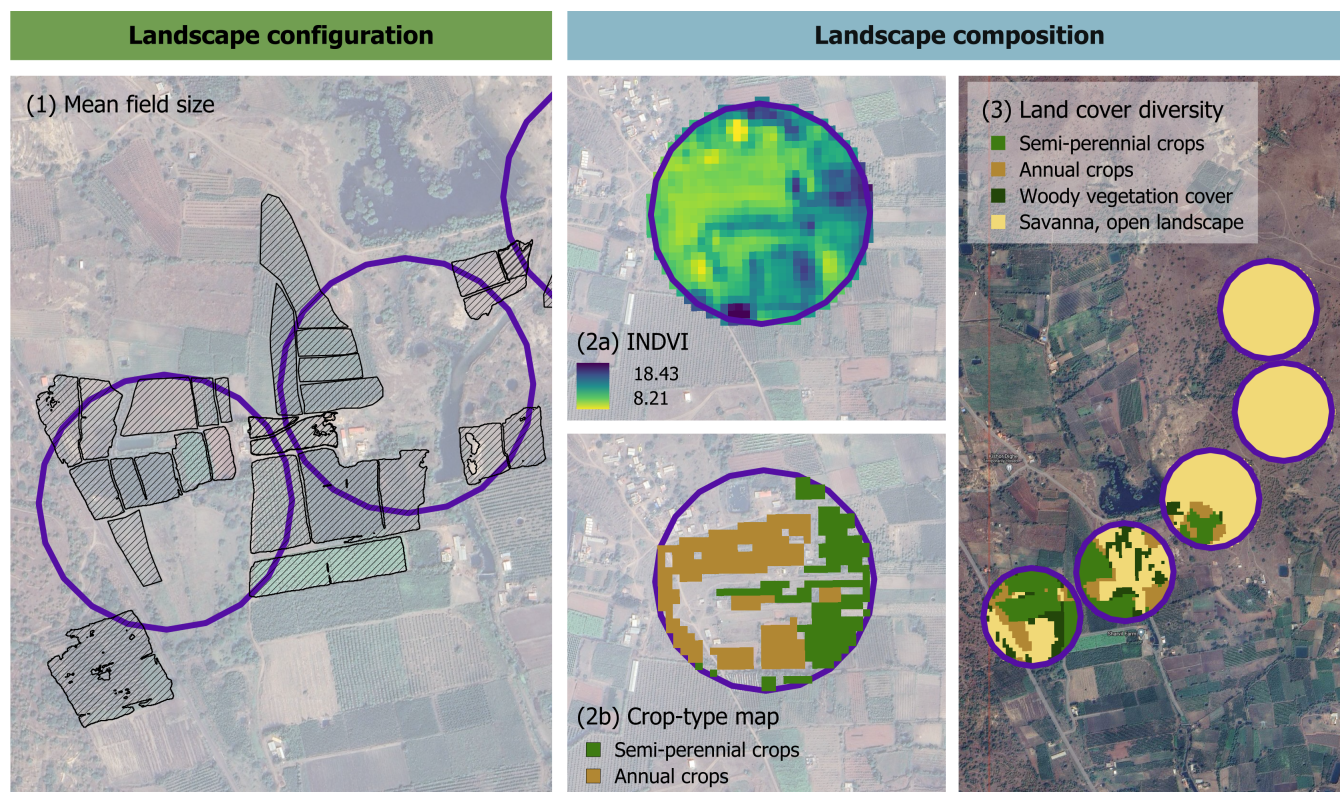 Landscape configuration
Landscape composition
(1) Mean field size
(2a) INDVI
18.43
8.21
(2b) Crop-type map
Semi-perennial crops
Annual crops
(3) Land cover diversity
Semi-perennial crops
Annual crops
Woody vegetation cover
Savanna, open landscape